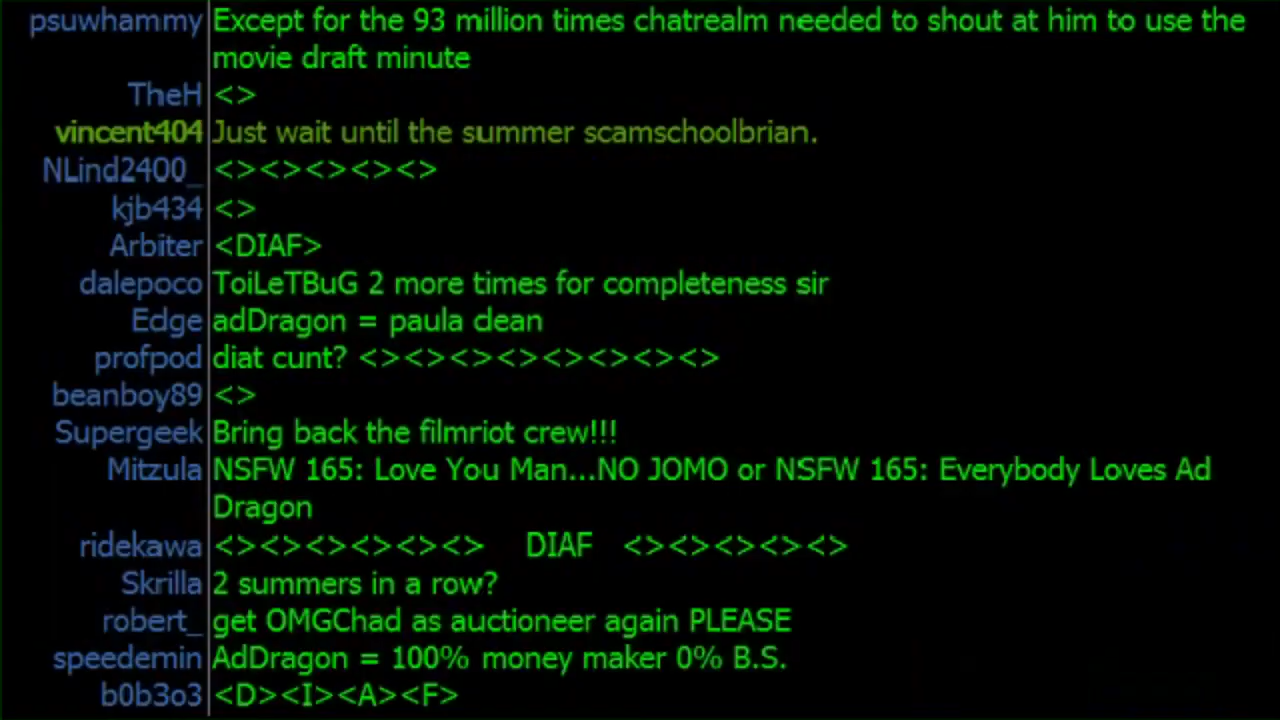 psuwhammy Except for the 93 million times chatrealm needed to shout at him to use the
movie draft minute
TheH <>
vincent404 Just wait until the summer scamschoolbrian.
NLind2400_ <><><><><>
kjb434 <>
Arbiter <DIAF>
dalepoco ToiLeTBuG 2 more times for completeness sir
Edge adDragon = paula dean
profpod diat cunt? <><><><><><><><>
beanboy89 <>
Supergeek Bring back the filmriot crew!!!
Mitzula NSFW 165: Love You Man...NO JOMO or NSFW 165: Everybody Loves Ad
Dragon
ridekawa <><><><><><> DIAF <><><><><>
Skrilla 2 summers in a row?
robert_ get OMGChad as auctioneer again PLEASE
speedemin AdDragon = 100% money maker 0% B.S.
b0b3o3 <D><I><A><F>